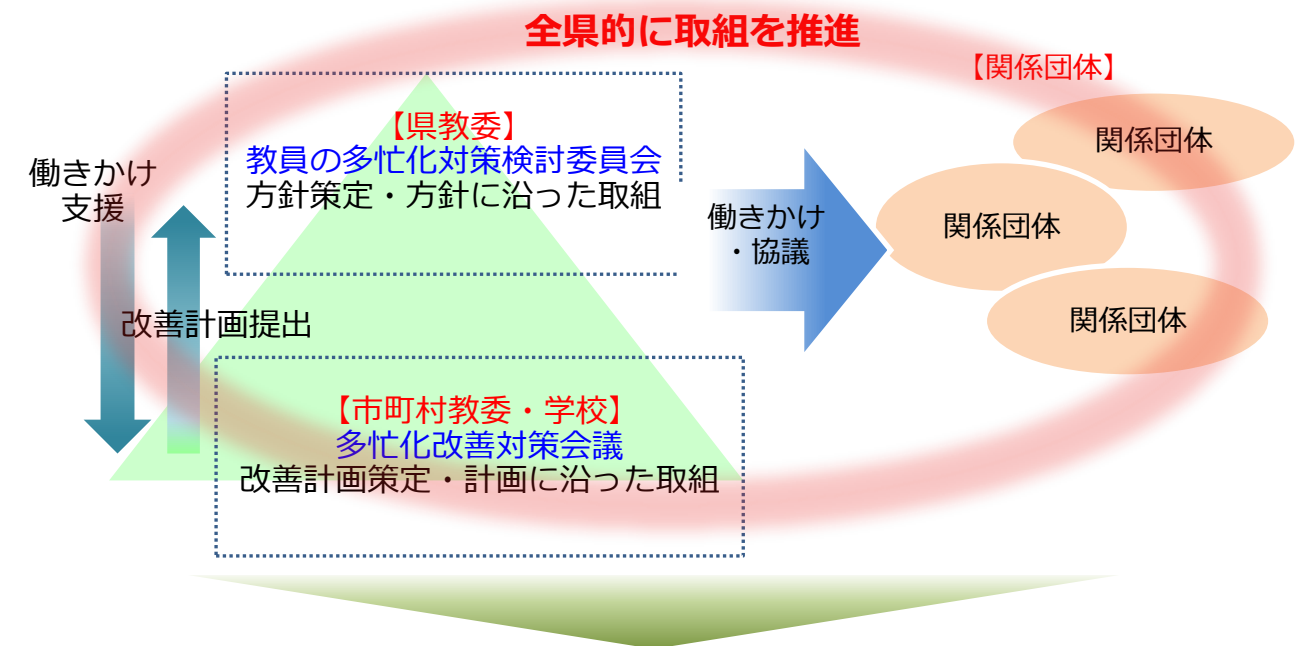 全県的に取組を推進
【関係団体】
【県教委】
教員の多忙化対策検討委員会
方針策定・方針に沿った取組
働きかけ
支援
改善計画提出
働きかけ
・協議
関係団体
関係団体
関係団体
【市町村教委・学校】
多忙化改善対策会議
改善計画策定・計画に沿った取組